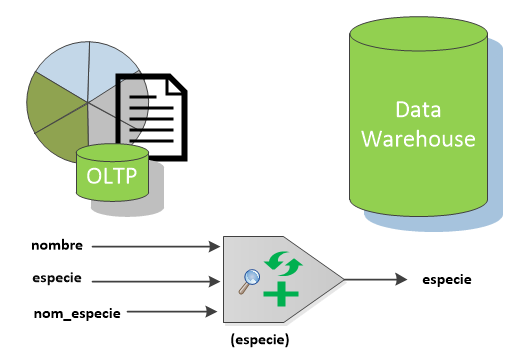 Data
Warehouse
OLTP
nombre
especie
nom_especie
especie
(especie)